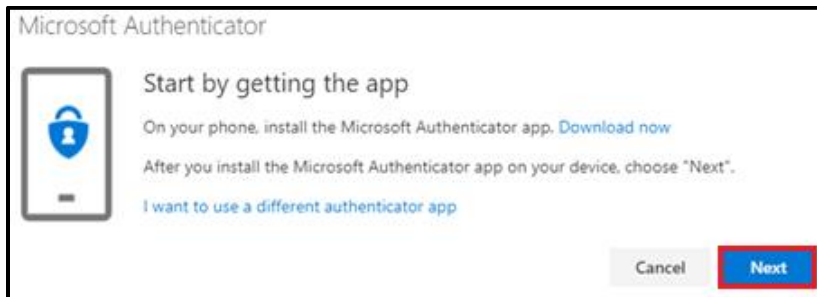 Microsoft Authenticator
Start by getting the app
On your phone, install the Microsoft Authenticator app. Download now
After you install the Microsoft Authenticator app on your device, choose "Next".
I want to use a different authenticator app
Cancel Next